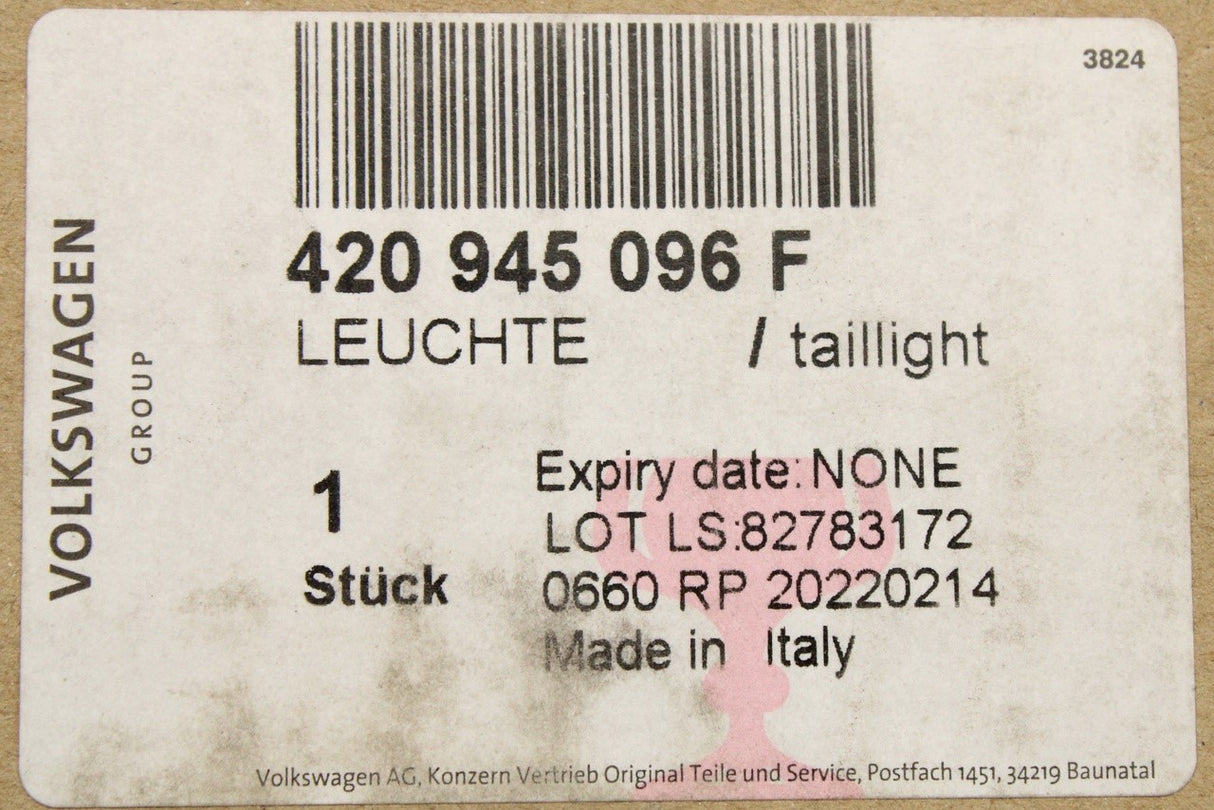 3824
420 945 096 F
LEUCHTE / taillight
VOLKSWAGEN
GROUP
1
Stück
Expiry date: NONE
LOT LS:82783172
0660 RP 20220214
Made in Italy
Volkswagen AG, Konzern Vertrieb Original Teile und Service, Postfach 1451, 34219 Baunatal